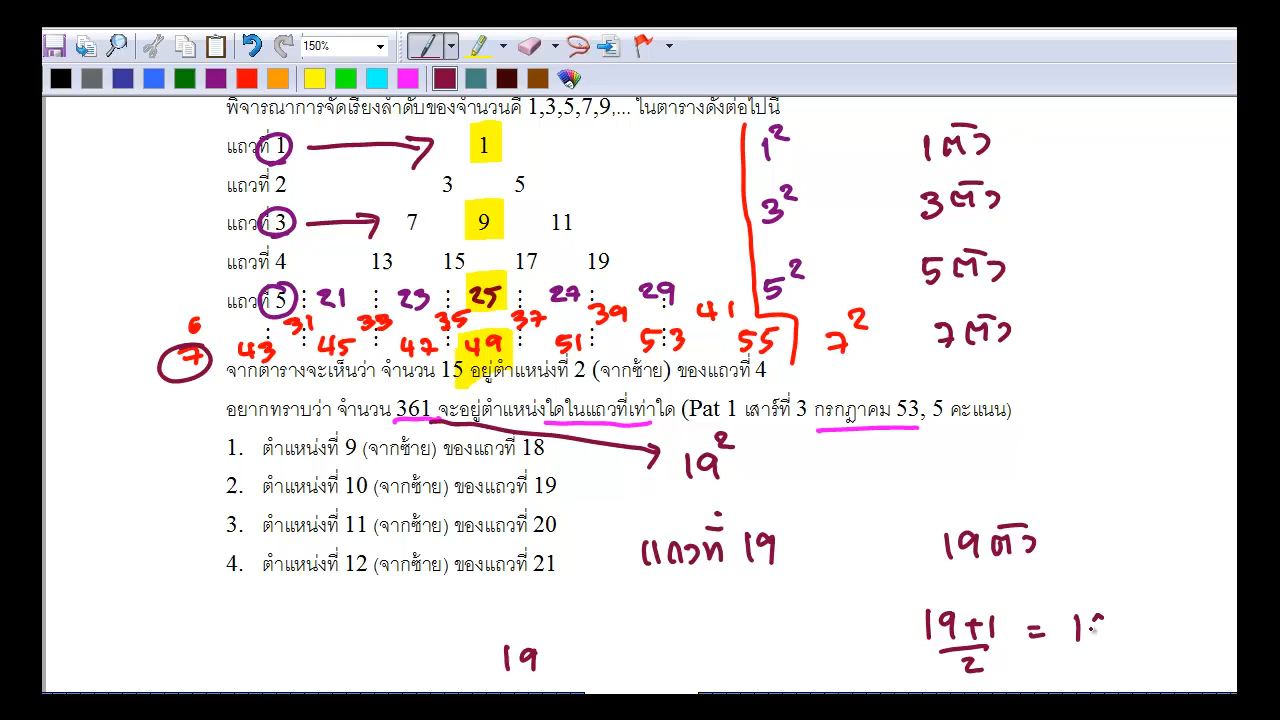 150%
พิจารณาการจัดเรียงลำดับของจำนวนคี่ 1,3,5,7,9,... ในตารางดังต่อไปนี้
แถวที่ 1 1 1² 1 ตัว
แถวที่ 2 3 5
แถวที่ 3 7 9 11 3² 3 ตัว
แถวที่ 4 13 15 17 19
แถวที่ 5 21 23 25 27 29 5² 5 ตัว
6 31 33 35 37 39 41
7 43 45 47 49 51 53 55 7² 7 ตัว
จากตารางจะเห็นว่า จำนวน 15 อยู่ตำแหน่งที่ 2 (จากซ้าย) ของแถวที่ 4
อยากทราบว่า จำนวน 361 จะอยู่ตำแหน่งใดในแถวที่เท่าใด (Pat 1 เสาร์ที่ 3 กรกฎาคม 53, 5 คะแนน)
1. ตำแหน่งที่ 9 (จากซ้าย) ของแถวที่ 18
19²
2. ตำแหน่งที่ 10 (จากซ้าย) ของแถวที่ 19
3. ตำแหน่งที่ 11 (จากซ้าย) ของแถวที่ 20
แถวที่ 19 19 ตัว
4. ตำแหน่งที่ 12 (จากซ้าย) ของแถวที่ 21
19+1
2
=
19